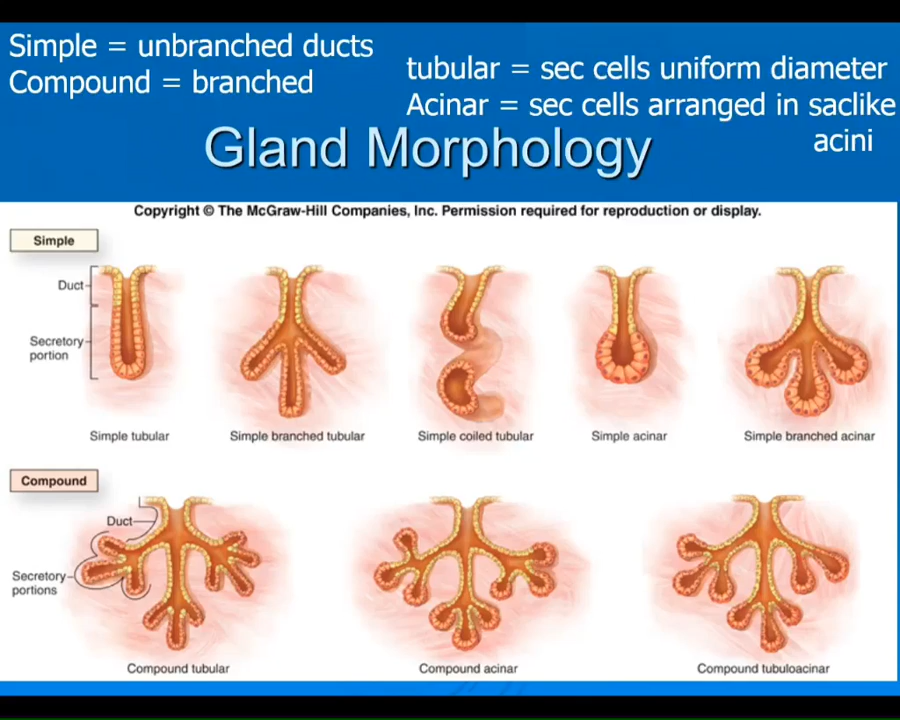 Simple = unbranched ducts
Compound = branched
tubular = sec cells uniform diameter
Acinar = sec cells arranged in saclike
acini
Gland Morphology
Copyright © The McGraw-Hill Companies, Inc. Permission required for reproduction or display.
Simple
Duct
Secretory
portion
Simple tubular
Simple branched tubular
Simple coiled tubular
Simple acinar
Simple branched acinar
Compound
Duct
Secretory
portions
Compound tubular
Compound acinar
Compound tubuloacinar